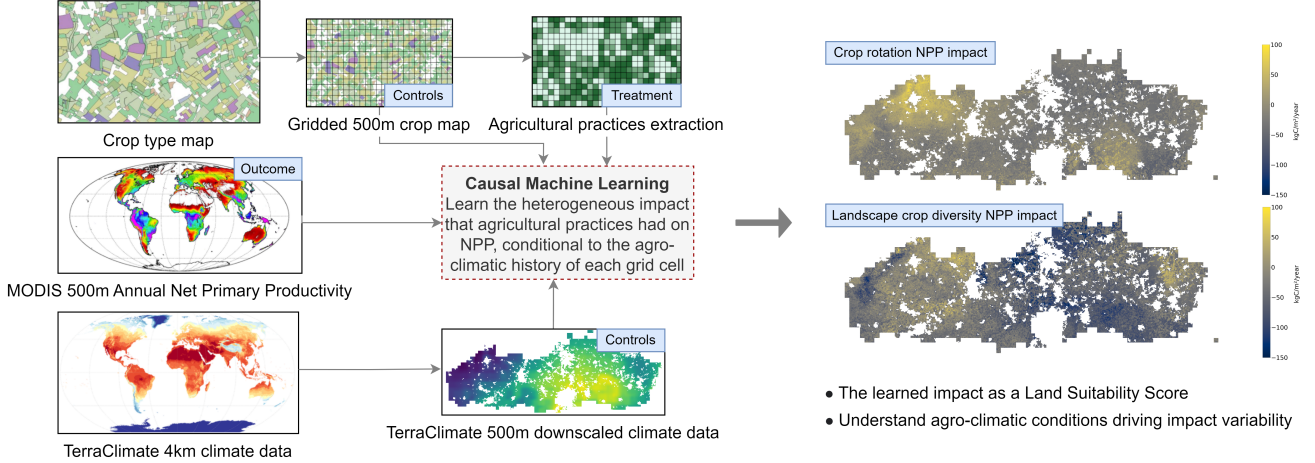 Crop type map
Controls
Gridded 500m crop map
Treatment
Agricultural practices extraction
Outcome
MODIS 500m Annual Net Primary Productivity
Causal Machine Learning
Learn the heterogeneous impact
that agricultural practices had on
NPP, conditional to the agro-
climatic history of each grid cell
TerraClimate 4km climate data
Controls
TerraClimate 500m downscaled climate data
Crop rotation NPP impact
100
50
0
−50
−100
−150
kgC/m²/year
Landscape crop diversity NPP impact
100
50
0
−50
−100
−150
kgC/m²/year
● The learned impact as a Land Suitability Score
● Understand agro-climatic conditions driving impact variability